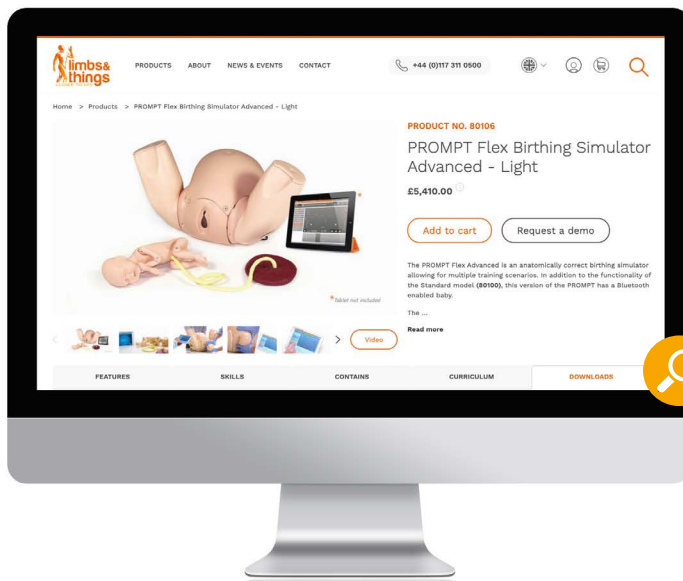 limbs&
things
PRODUCTS ABOUT NEWS & EVENTS CONTACT
+44 (0)117 311 0500
Home > Products > PROMPT Flex Birthing Simulator Advanced - Light
PRODUCT NO. 80106
PROMPT Flex Birthing Simulator
Advanced - Light
£5,410.00
Add to cart
Request a demo
The PROMPT Flex Advanced is an anatomically correct birthing simulator
allowing for multiple training scenarios. In addition to the functionality of
the Standard model (80100), this version of the PROMPT has a Bluetooth
enabled baby.
The ...
Read more
*
*Tablet not included
Video
FEATURES SKILLS CONTAINS CURRICULUM DOWNLOADS